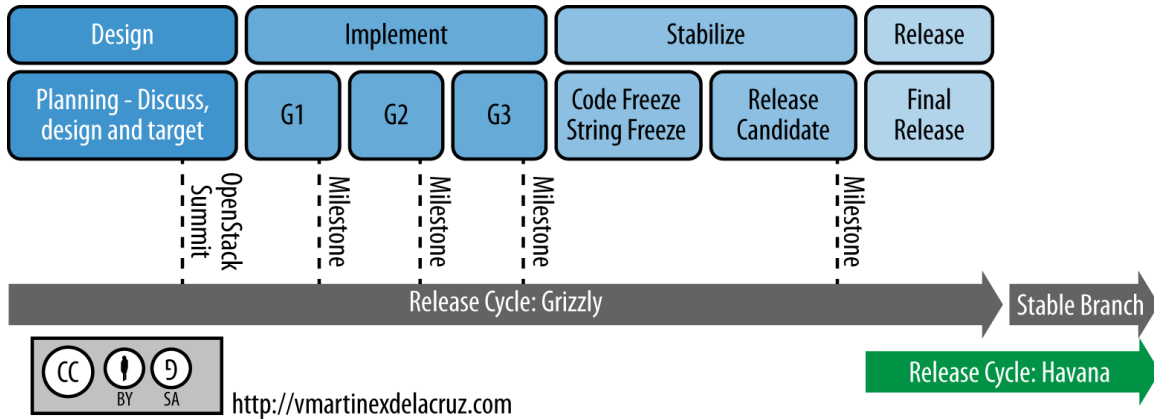 Design
Implement
Stabilize
Release
Planning - Discuss,
design and target
G1
G2
G3
Code Freeze
String Freeze
Release
Candidate
Final
Release
OpenStack
Summit
Milestone
Milestone
Milestone
Milestone
Release Cycle: Grizzly
Stable Branch
Release Cycle: Havana
CC
BY
SA
http://vmartinexdelacruz.com